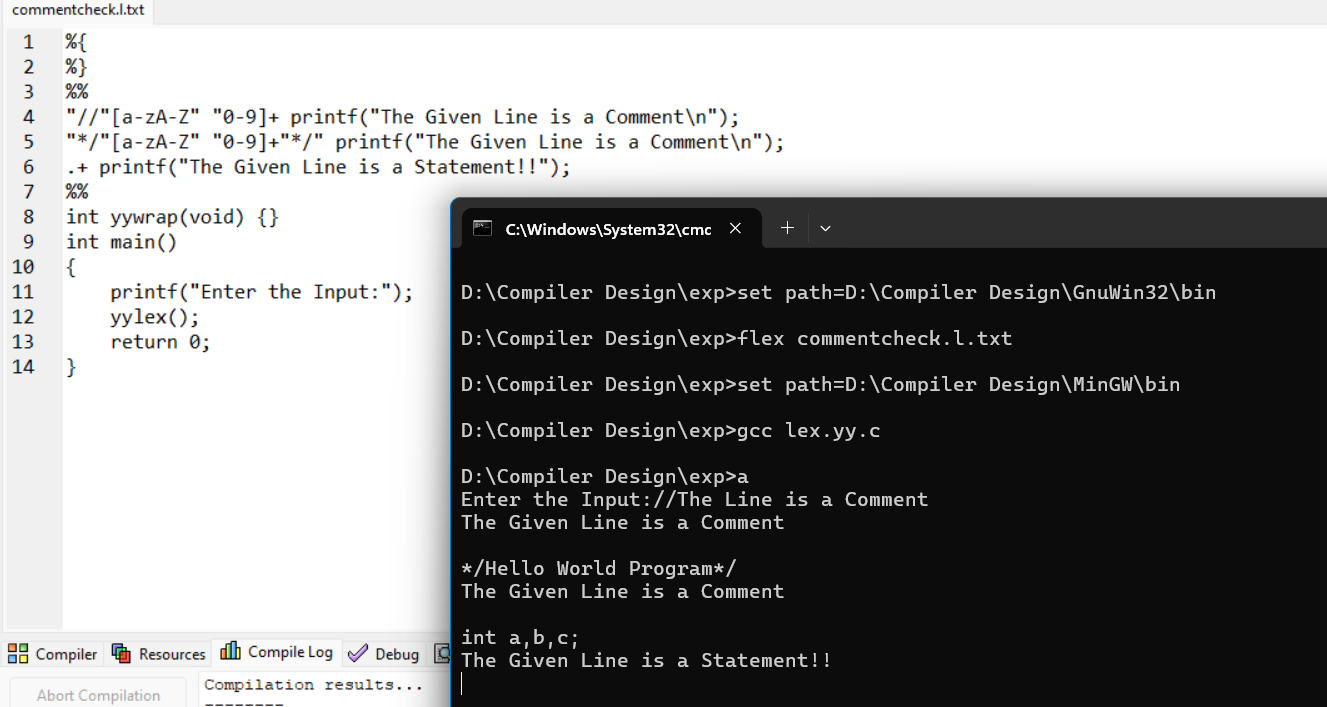 commentcheck.l.txt
1 %{
2 %}
3 %%
4 "//"[a-zA-Z" "0-9]+ printf("The Given Line is a Comment\n");
5 "*/"[a-zA-Z" "0-9]+"*/" printf("The Given Line is a Comment\n");
6 .+ printf("The Given Line is a Statement!!");
7 %%
8 int yywrap(void) {}
9 int main()
10 {
11 printf("Enter the Input:");
12 yylex();
13 return 0;
14 }
C:\Windows\System32\cmd
D:\Compiler Design\exp>set path=D:\Compiler Design\GnuWin32\bin
D:\Compiler Design\exp>flex commentcheck.l.txt
D:\Compiler Design\exp>set path=D:\Compiler Design\MinGW\bin
D:\Compiler Design\exp>gcc lex.yy.c
D:\Compiler Design\exp>a
Enter the Input://The Line is a Comment
The Given Line is a Comment
*/Hello World Program*/
The Given Line is a Comment
int a,b,c;
The Given Line is a Statement!!
Compiler Resources Compile Log Debug
Abort Compilation
Compilation results...
--------